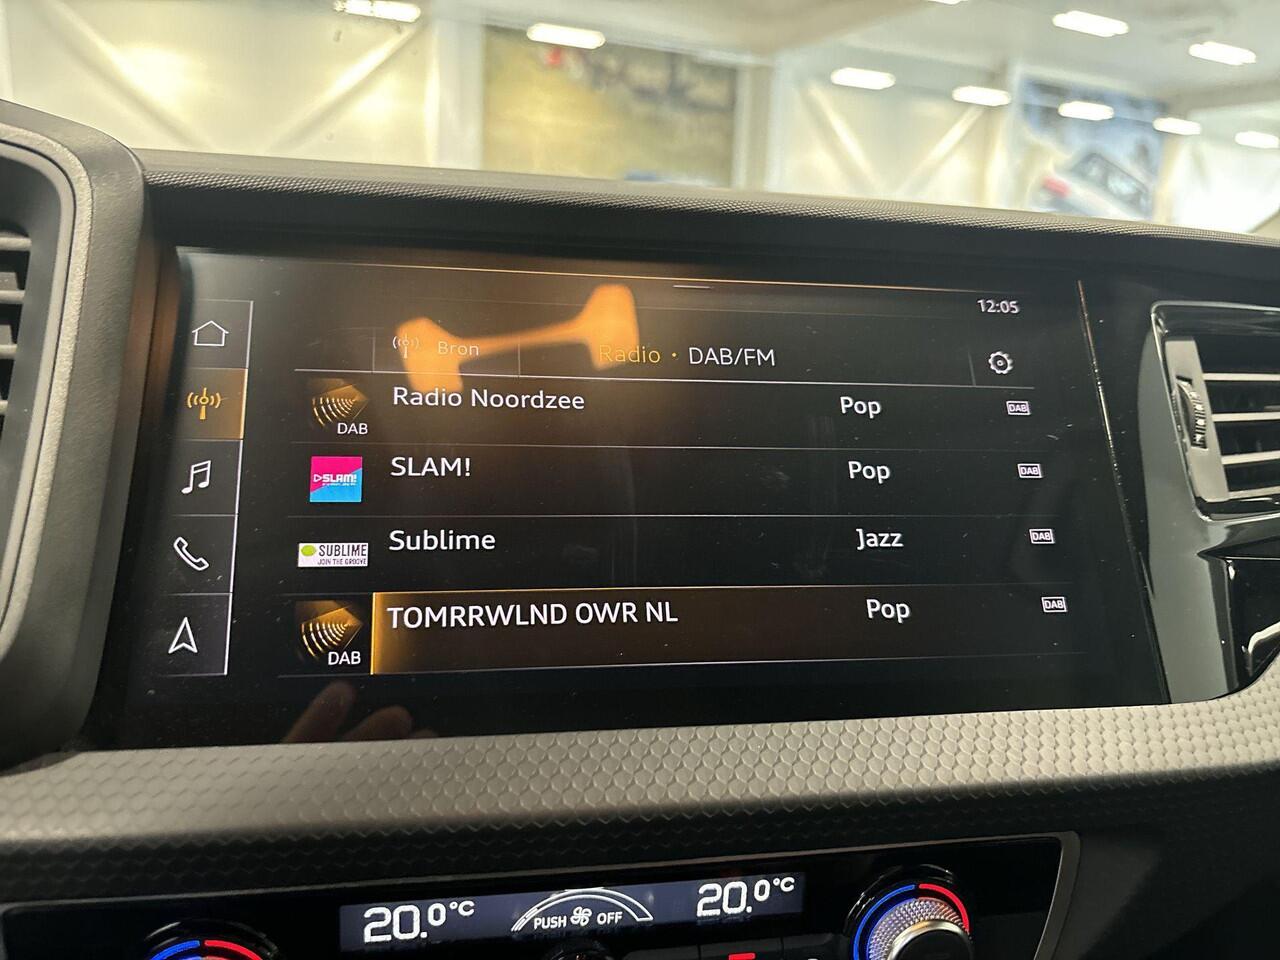 12:05
Bron
Radio • DAB/FM
Radio Noordzee Pop DAB
DAB
SLAM! Pop DAB
SLAM!
Sublime Jazz DAB
SUBLIME
JOIN THE GROOVE
TOMRRWLND OWR NL Pop DAB
DAB
20.0°C PUSH OFF 20.0°C